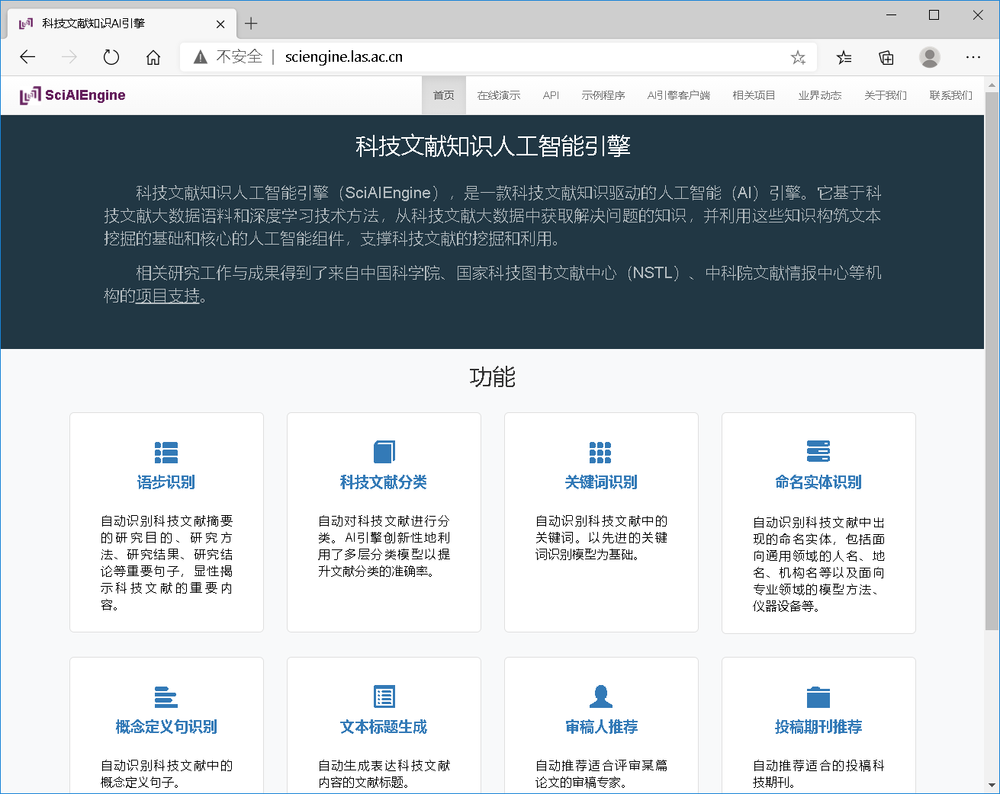 科技文献知识AI引擎
不安全 | sciengine.las.ac.cn
SciAIEngine
首页 在线演示 API 示例程序 AI引擎客户端 相关项目 业界动态 关于我们 联系我们
科技文献知识人工智能引擎
科技文献知识人工智能引擎（SciAIEngine），是一款科技文献知识驱动的人工智能（AI）引擎。它基于科
技文献大数据语料和深度学习技术方法，从科技文献大数据中获取解决问题的知识，并利用这些知识构筑文本
挖掘的基础和核心的人工智能组件，支撑科技文献的挖掘和利用。
相关研究工作与成果得到了来自中国科学院、国家科技图书文献中心（NSTL）、中科院文献情报中心等机
构的项目支持。
功能
语步识别
自动识别科技文献摘要
的研究目的、研究方
法、研究结果、研究结
论等重要句子，显性揭
示科技文献的重要内
容。
科技文献分类
自动对科技文献进行分
类。AI引擎创新性地利
用了多层分类模型以提
升文献分类的准确率。
关键词识别
自动识别科技文献中的
关键词。以先进的关键
词识别模型为基础。
命名实体识别
自动识别科技文献中出
现的命名实体，包括面
向通用领域的人名、地
名、机构名等以及面向
专业领域的模型方法、
仪器设备等。
概念定义句识别
自动识别科技文献中的
概念定义句子。
文本标题生成
自动生成表达科技文献
内容的文献标题。
审稿人推荐
自动推荐适合评审某篇
论文的审稿专家。
投稿期刊推荐
自动推荐适合的投稿科
技期刊。